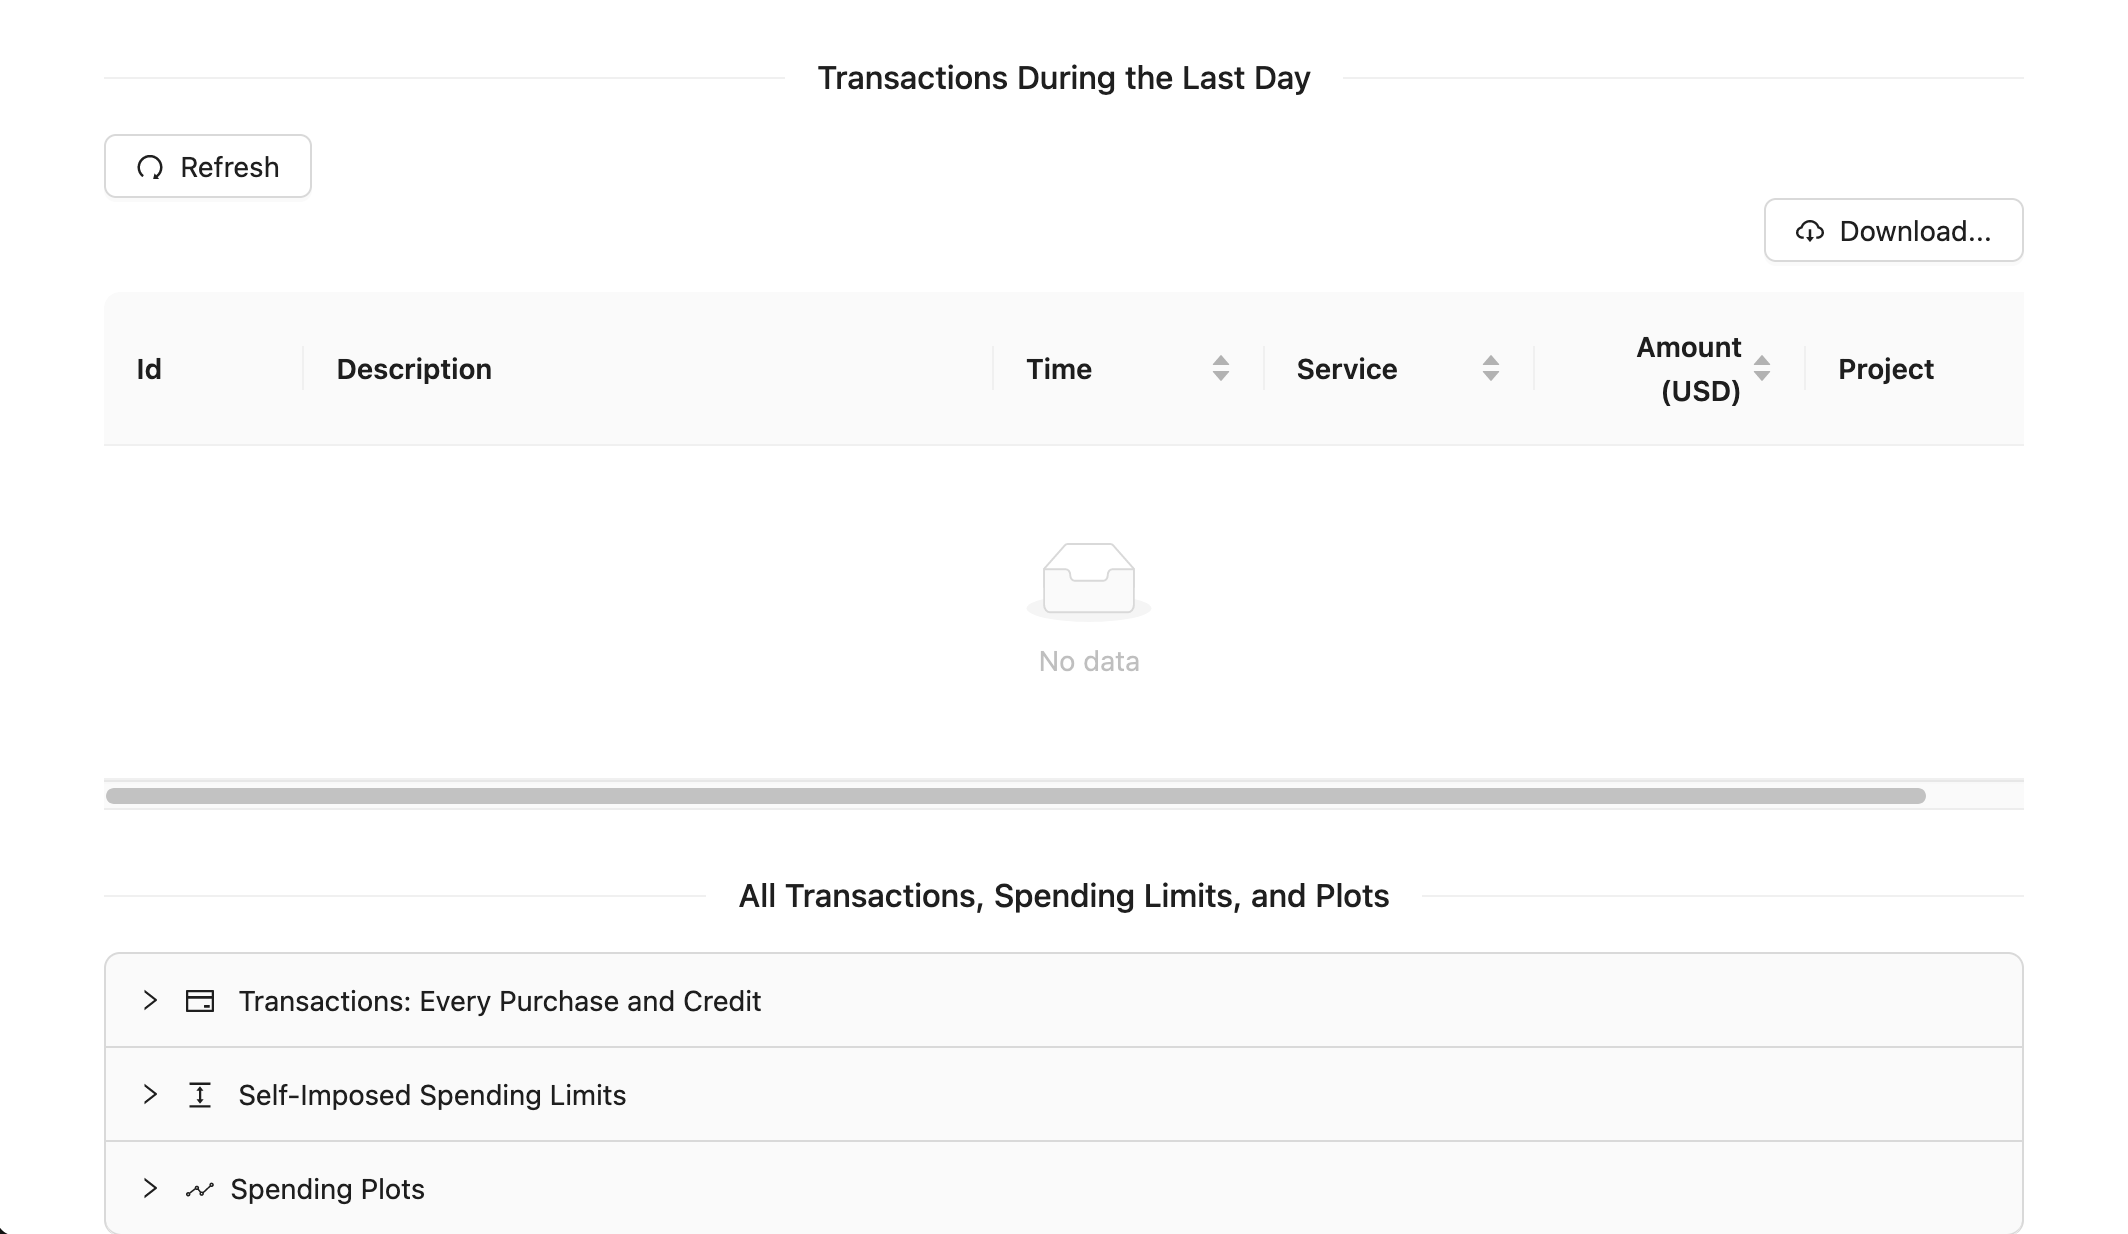 Transactions During the Last Day
Refresh
Download...
Id
Description
Time
Service
Amount
(USD)
Project
No data
All Transactions, Spending Limits, and Plots
Transactions: Every Purchase and Credit
Self-Imposed Spending Limits
Spending Plots